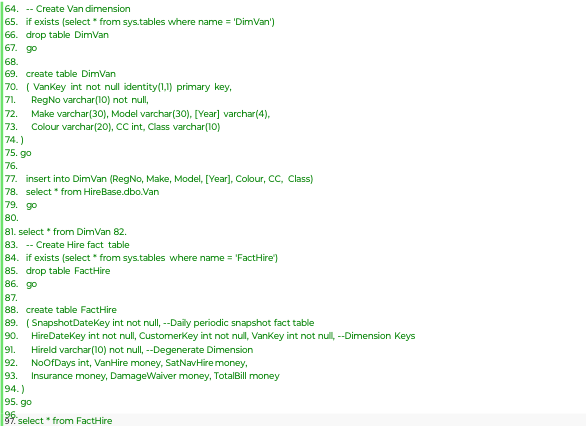 64. -- Create Van dimension
65. if exists (select * from sys.tables where name = 'DimVan')
66. drop table DimVan
67. go
68.
69. create table DimVan
70. ( VanKey int not null identity(1,1) primary key,
71. RegNo varchar(10) not null,
72. Make varchar(30), Model varchar(30), [Year] varchar(4),
73. Colour varchar(20), CC int, Class varchar(10)
74. )
75. go
76.
77. insert into DimVan (RegNo, Make, Model, [Year], Colour, CC, Class)
78. select * from HireBase.dbo.Van
79. go
80.
81. select * from DimVan 82.
83. -- Create Hire fact table
84. if exists (select * from sys.tables where name = 'FactHire')
85. drop table FactHire
86. go
87.
88. create table FactHire
89. ( SnapshotDateKey int not null, --Daily periodic snapshot fact table
90. HireDateKey int not null, CustomerKey int not null, VanKey int not null, --Dimension Keys
91. HireId varchar(10) not null, --Degenerate Dimension
92. NoOfDays int, VanHire money, SatNavHire money,
93. Insurance money, DamageWaiver money, TotalBill money
94. )
95. go
96.
97. select * from FactHire